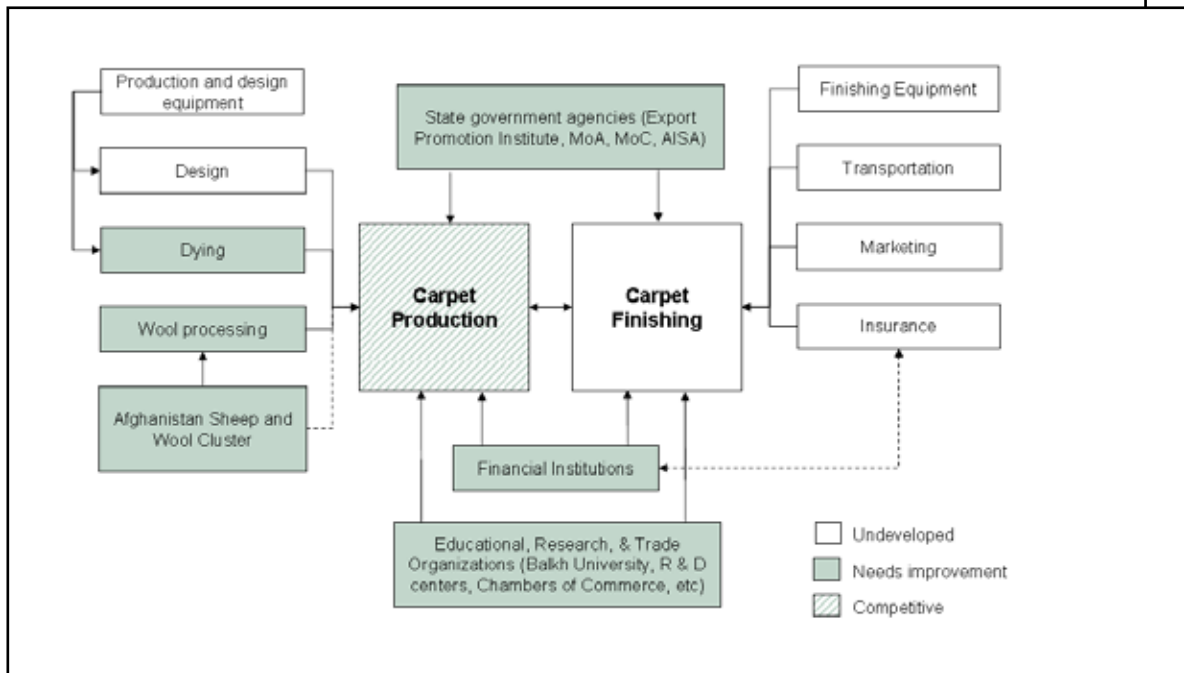 Production and design
equipment
Design
Dying
Wool processing
Afghanistan Sheep and
Wool Cluster
State government agencies (Export
Promotion Institute, MoA, MoC, AISA)
Carpet
Production
Carpet
Finishing
Financial Institutions
Educational, Research, & Trade
Organizations (Balkh University, R & D
centers, Chambers of Commerce, etc)
Finishing Equipment
Transportation
Marketing
Insurance
Undeveloped
Needs improvement
Competitive